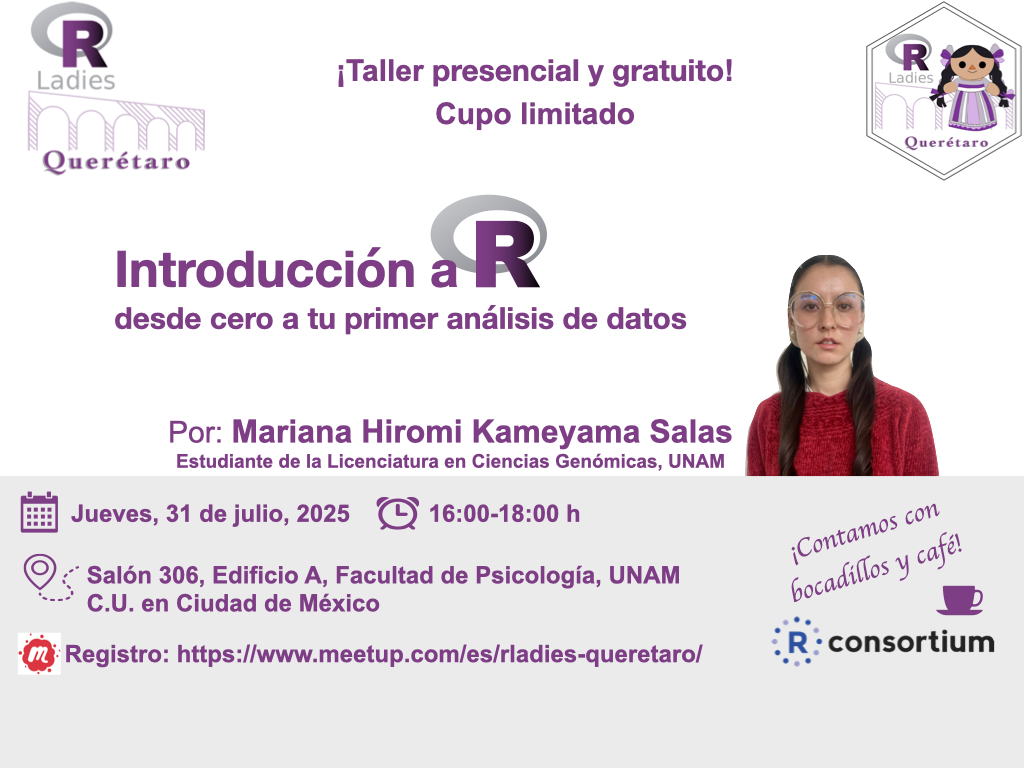 R
Ladies
Querétaro
¡Taller presencial y gratuito!
Cupo limitado
R
Ladies
Querétaro
Introducción a R
desde cero a tu primer análisis de datos
Por: Mariana Hiromi Kameyama Salas
Estudiante de la Licenciatura en Ciencias Genómicas, UNAM
Jueves, 31 de julio, 2025
16:00-18:00 h
Salón 306, Edificio A, Facultad de Psicología, UNAM
C.U. en Ciudad de México
m
Registro: https://www.meetup.com/es/rladies-queretaro/
¡Contamos con
bocadillos y café!
R consortium